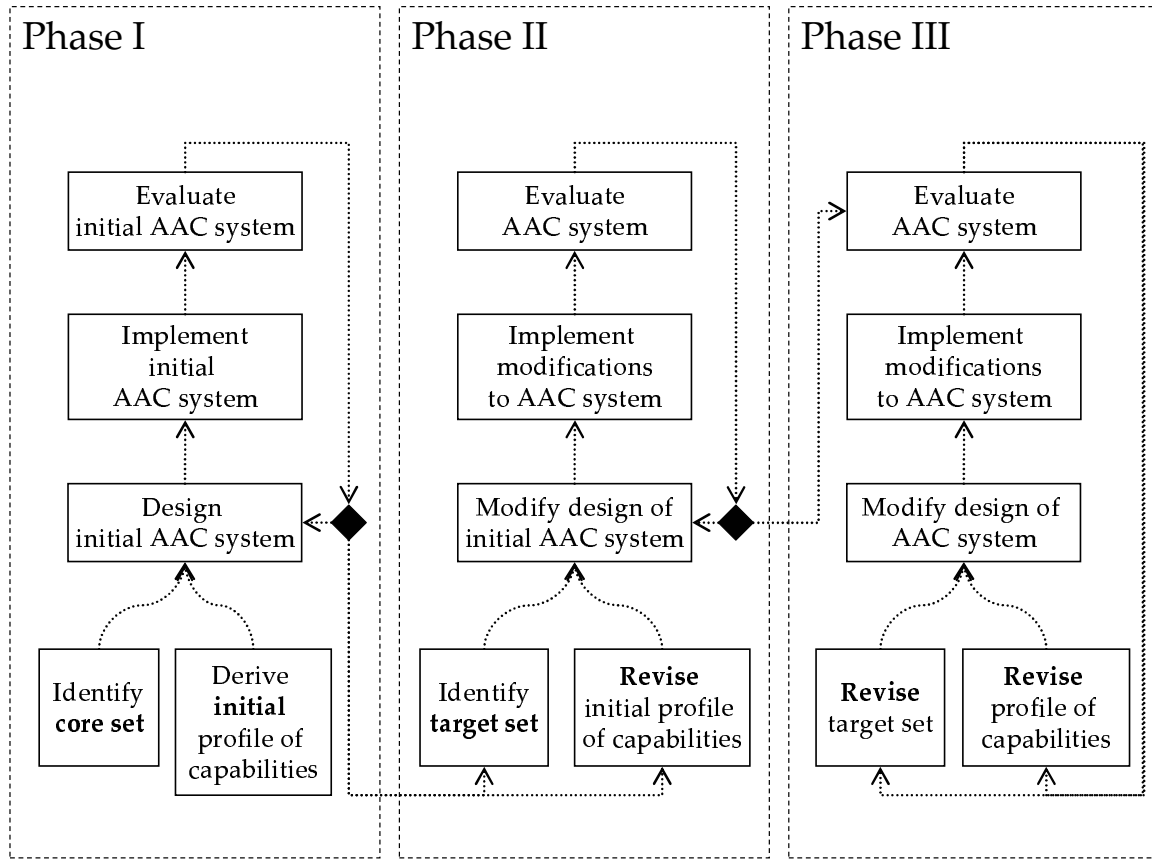 Phase I
Evaluate
initial AAC system
Implement
initial
AAC system
Design
initial AAC system
Identify
core set
Derive
initial
profile of
capabilities
Phase II
Evaluate
AAC system
Implement
modifications
to AAC system
Modify design of
initial AAC system
Identify
target set
Revise
initial profile
of capabilities
Phase III
Evaluate
AAC system
Implement
modifications
to AAC system
Modify design of
AAC system
Revise
target set
Revise
profile of
capabilities